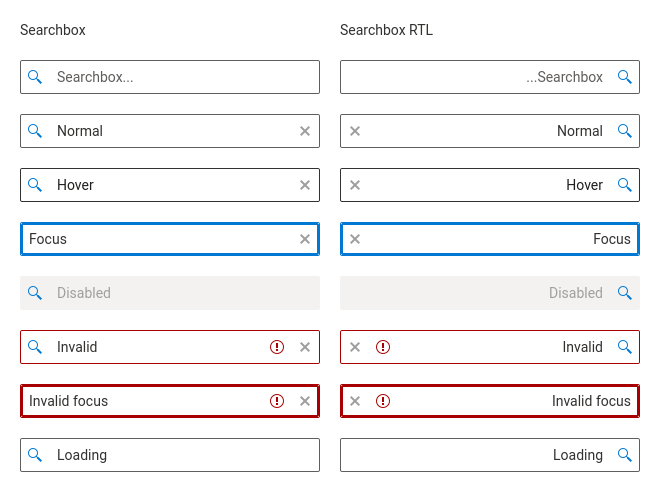 Searchbox
Searchbox RTL
Searchbox...
...Searchbox
Normal
Normal
Hover
Hover
Focus
Focus
Disabled
Disabled
Invalid
Invalid
Invalid focus
Invalid focus
Loading
Loading